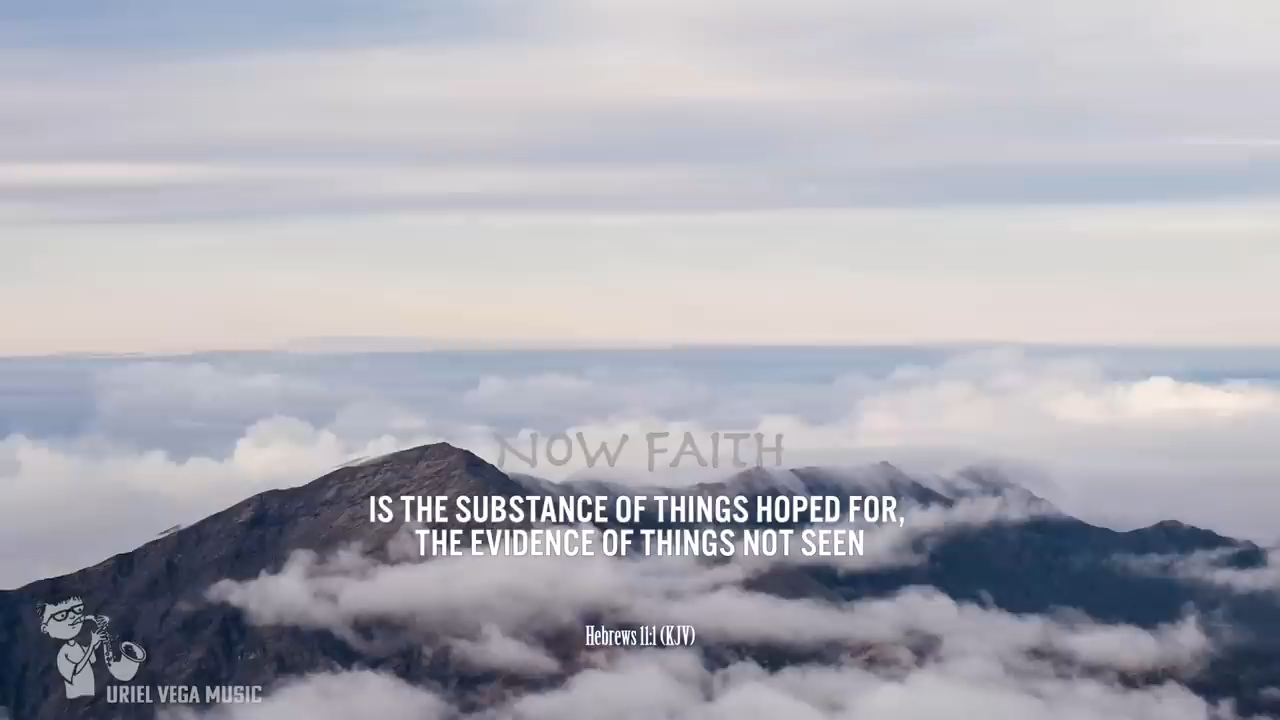 NOW FAITH
IS THE SUBSTANCE OF THINGS HOPED FOR,
THE EVIDENCE OF THINGS NOT SEEN
Hebrews 11:1 (KJV)
URIEL VEGA MUSIC